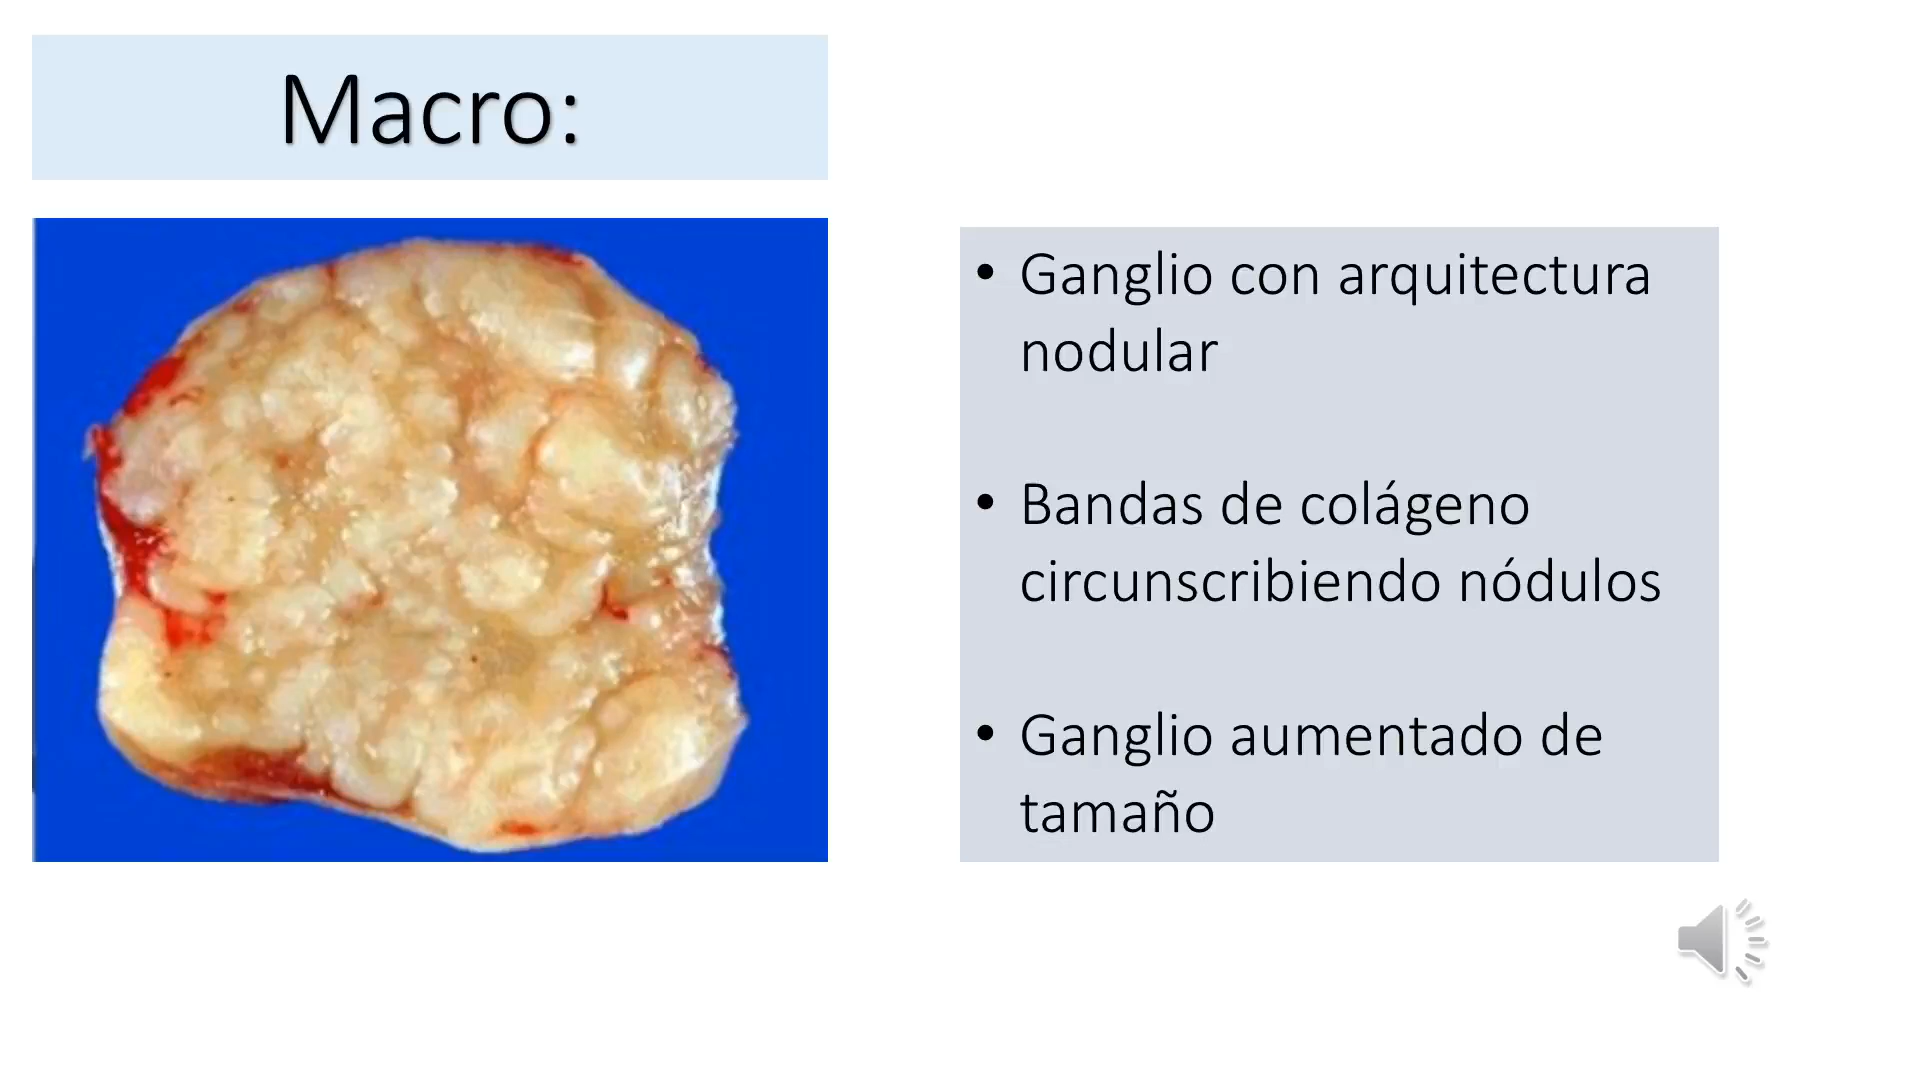 Macro:
• Ganglio con arquitectura
nodular
• Bandas de colágeno
circunscribiendo nódulos
• Ganglio aumentado de
tamaño